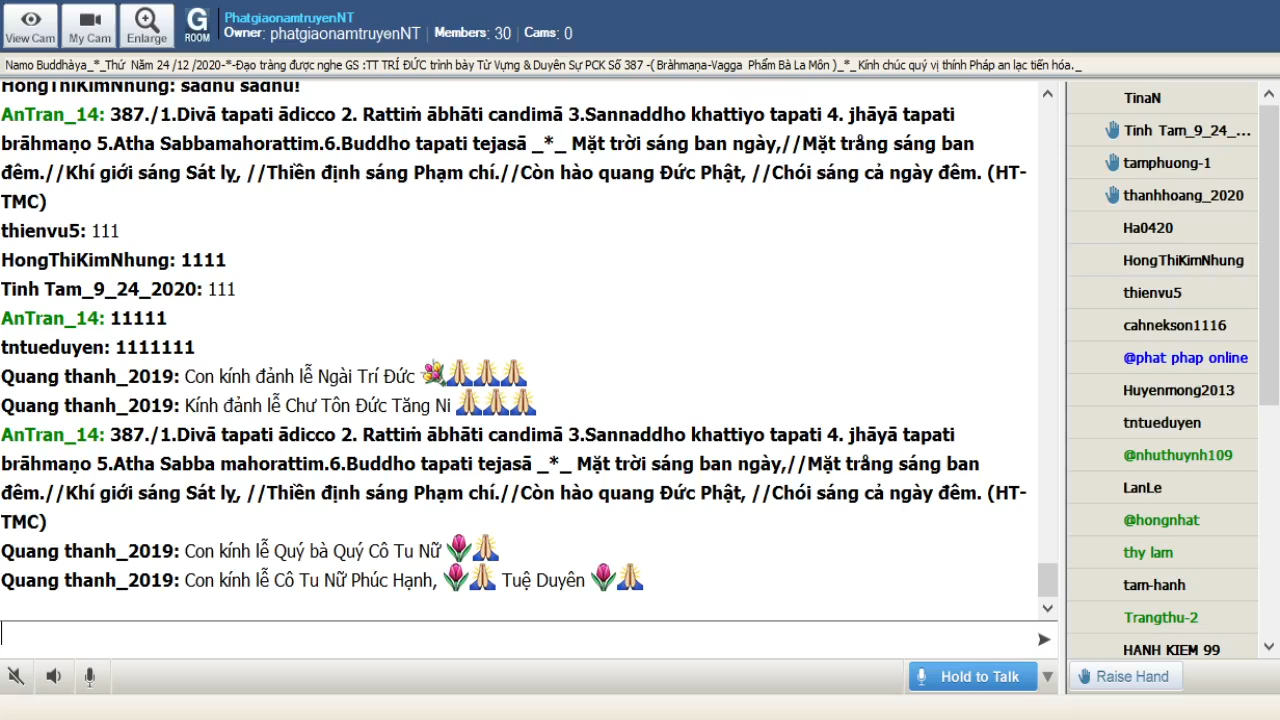 View Cam
My Cam
Enlarge
G
ROOM
PhatgiaonamtruyenNT
Owner: phatgiaonamtruyenNT | Members: 30 | Cams: 0
Namo Buddhàya_*_Thứ Năm 24 /12 /2020-*-Đạo tràng được nghe GS :TT TRÍ ĐỨC trình bày Từ Vựng & Duyên Sự PCK Số 387 -( Bràhmaṇa-Vagga Phẩm Bà La Môn )_*_Kính chúc quý vị thính Pháp an lạc tiến hóa._
HongThiKimNhung: sadhu sadhu!
AnTran_14: 387./1.Divā tapati ādicco 2. Rattiṁ ābhāti candimā 3.Sannaddho khattiyo tapati 4. jhāyā tapati
brāhmaṇo 5.Atha Sabbamahorattim.6.Buddho tapati tejasā _*_ Mặt trời sáng ban ngày,//Mặt trẳng sáng ban
đêm.//Khí giới sáng Sát lỵ, //Thiền định sáng Phạm chí.//Còn hào quang Đức Phật, //Chói sáng cả ngày đêm. (HT-
TMC)
thienvu5: 111
HongThiKimNhung: 1111
Tinh Tam_9_24_2020: 111
AnTran_14: 11111
tntueduyen: 1111111
Quang thanh_2019: Con kính đảnh lễ Ngài Trí Đức
Quang thanh_2019: Kính đảnh lễ Chư Tôn Đức Tăng Ni
AnTran_14: 387./1.Divā tapati ādicco 2. Rattiṁ ābhāti candimā 3.Sannaddho khattiyo tapati 4. jhāyā tapati
brāhmaṇo 5.Atha Sabba mahorattim.6.Buddho tapati tejasā _*_ Mặt trời sáng ban ngày,//Mặt trẳng sáng ban
đêm.//Khí giới sáng Sát lỵ, //Thiền định sáng Phạm chí.//Còn hào quang Đức Phật, //Chói sáng cả ngày đêm. (HT-
TMC)
Quang thanh_2019: Con kính lễ Quý bà Quý Cô Tu Nữ
Quang thanh_2019: Con kính lễ Cô Tu Nữ Phúc Hạnh, Tuệ Duyên
Hold to Talk
TinaN
Tinh Tam_9_24_...
tamphuong-1
thanhhoang_2020
Ha0420
HongThiKimNhung
thienvu5
cahnekson1116
@phat phap online
Huyenmong2013
tntueduyen
@nhuthuynh109
LanLe
@hongnhat
thy lam
tam-hanh
Trangthu-2
HANH KIEM 99
Raise Hand